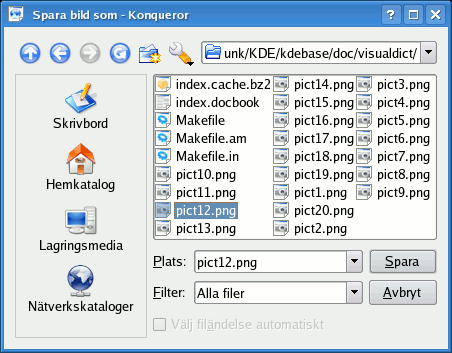 Spara bild som - Konqueror
unk/KDE/kdebase/doc/visualdict/
Skrivbord
Hemkatalog
Lagringsmedia
Nätverkskataloger
index.cache.bz2
index.docbook
Makefile
Makefile.am
Makefile.in
pict10.png
pict11.png
pict12.png
pict13.png
pict14.png
pict15.png
pict16.png
pict17.png
pict18.png
pict19.png
pict1.png
pict20.png
pict2.png
pict3.png
pict4.png
pict5.png
pict6.png
pict7.png
pict8.png
pict9.png
Plats: pict12.png Spara
Filter: Alla filer Avbryt
Välj filändelse automatiskt